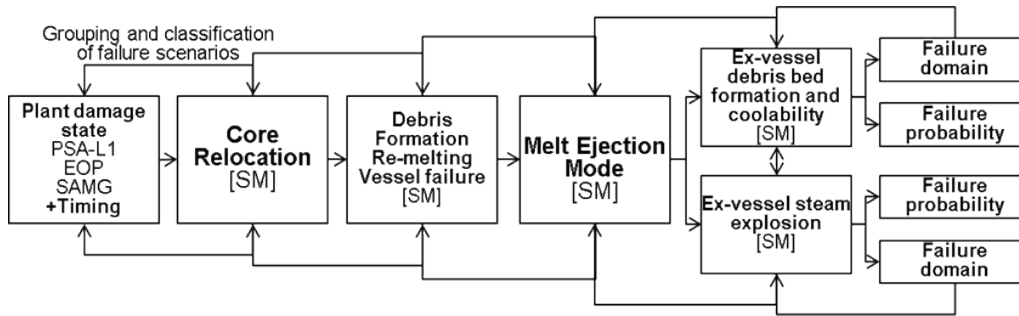 Grouping and classification
of failure scenarios
Plant damage
state
PSA-L1
EOP
SAMG
+Timing
Core
Relocation
[SM]
Debris
Formation
Re-melting
Vessel failure
[SM]
Melt Ejection
Mode
[SM]
Ex-vessel
debris bed
formation and
coolability
[SM]
Ex-vessel steam
explosion
[SM]
Failure
domain
Failure
probability
Failure
probability
Failure
domain